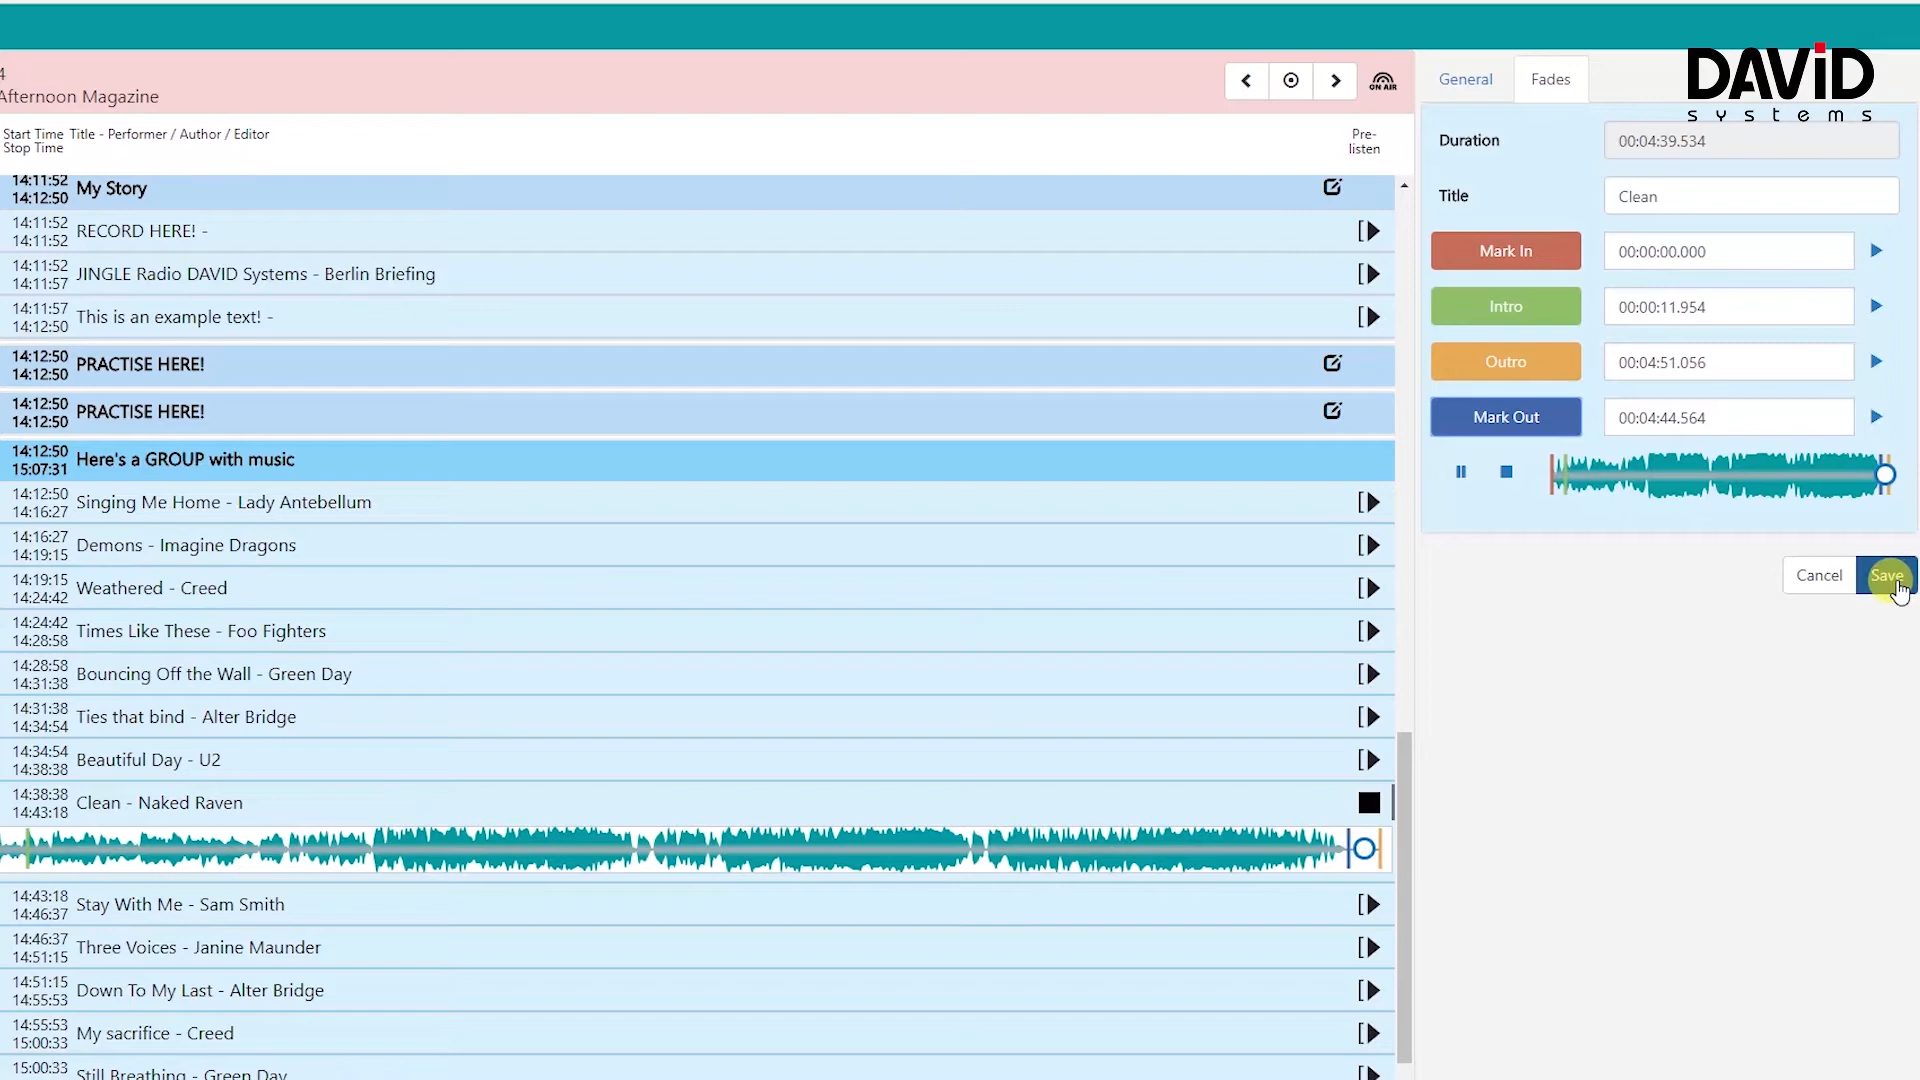 DAViD
systems
4
Afternoon Magazine
ON AIR
General
Fades
Start Time Title - Performer / Author / Editor
Stop Time
Pre-
listen
14:11:52
14:12:50
My Story
14:11:52
14:11:52
RECORD HERE! -
14:11:52
14:11:57
JINGLE Radio DAVID Systems - Berlin Briefing
14:11:57
14:12:50
This is an example text! -
14:12:50
14:12:50
PRACTISE HERE!
14:12:50
14:12:50
PRACTISE HERE!
14:12:50
15:07:31
Here's a GROUP with music
14:12:50
14:16:27
Singing Me Home - Lady Antebellum
14:16:27
14:19:15
Demons - Imagine Dragons
14:19:15
14:24:42
Weathered - Creed
14:24:42
14:28:58
Times Like These - Foo Fighters
14:28:58
14:31:38
Bouncing Off the Wall - Green Day
14:31:38
14:34:54
Ties that bind - Alter Bridge
14:34:54
14:38:38
Beautiful Day - U2
14:38:38
14:43:18
Clean - Naked Raven
14:43:18
14:46:37
Stay With Me - Sam Smith
14:46:37
14:51:15
Three Voices - Janine Maunder
14:51:15
14:55:53
Down To My Last - Alter Bridge
14:55:53
15:00:33
My sacrifice - Creed
15:00:33
Still Breathing - Green Day
Duration
00:04:39.534
Title
Clean
Mark In
00:00:00.000
Intro
00:00:11.954
Outro
00:04:51.056
Mark Out
00:04:44.564
Cancel
Save